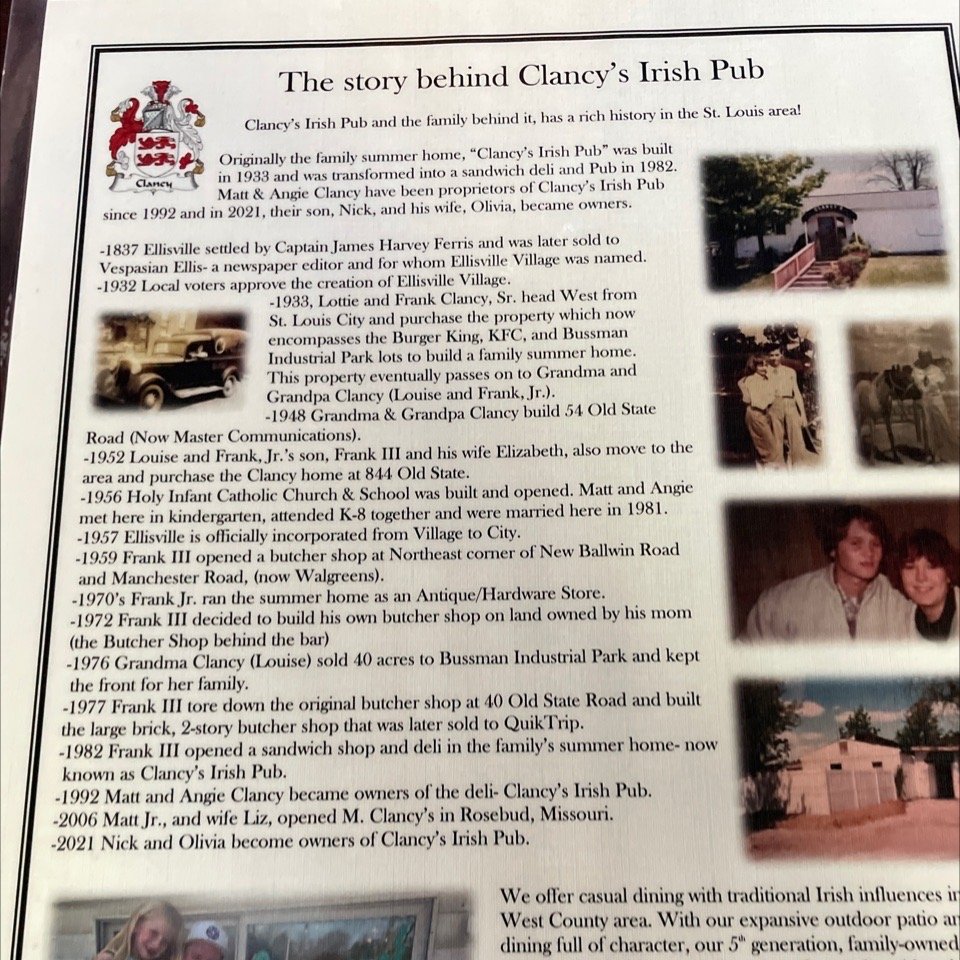 The story behind Clancy's Irish Pub
Clancy's Irish Pub and the family behind it, has a rich history in the St. Louis area!
Clancy
Originally the family summer home, "Clancy's Irish Pub" was built
in 1933 and was transformed into a sandwich deli and Pub in 1982.
Matt & Angie Clancy have been proprietors of Clancy's Irish Pub
since 1992 and in 2021, their son, Nick, and his wife, Olivia, became owners.
-1837 Ellisville settled by Captain James Harvey Ferris and was later sold to
Vespasian Ellis- a newspaper editor and for whom Ellisville Village was named.
-1932 Local voters approve the creation of Ellisville Village.
-1933, Lottie and Frank Clancy, Sr. head West from
St. Louis City and purchase the property which now
encompasses the Burger King, KFC, and Bussman
Industrial Park lots to build a family summer home.
This property eventually passes on to Grandma and
Grandpa Clancy (Louise and Frank, Jr.).
-1948 Grandma & Grandpa Clancy build 54 Old State
Road (Now Master Communications).
-1952 Louise and Frank, Jr.'s son, Frank III and his wife Elizabeth, also move to the
area and purchase the Clancy home at 844 Old State.
-1956 Holy Infant Catholic Church & School was built and opened. Matt and Angie
met here in kindergarten, attended K-8 together and were married here in 1981.
-1957 Ellisville is officially incorporated from Village to City.
-1959 Frank III opened a butcher shop at Northeast corner of New Ballwin Road
and Manchester Road, (now Walgreens).
-1970's Frank Jr. ran the summer home as an Antique/Hardware Store.
-1972 Frank III decided to build his own butcher shop on land owned by his mom
(the Butcher Shop behind the bar)
-1976 Grandma Clancy (Louise) sold 40 acres to Bussman Industrial Park and kept
the front for her family.
-1977 Frank III tore down the original butcher shop at 40 Old State Road and built
the large brick, 2-story butcher shop that was later sold to QuikTrip.
-1982 Frank III opened a sandwich shop and deli in the family's summer home- now
known as Clancy's Irish Pub.
-1992 Matt and Angie Clancy became owners of the deli- Clancy's Irish Pub.
-2006 Matt Jr., and wife Liz, opened M. Clancy's in Rosebud, Missouri.
-2021 Nick and Olivia become owners of Clancy's Irish Pub.
We offer casual dining with traditional Irish influences in
West County area. With our expansive outdoor patio
dining full of character, our 5th generation, family-owned